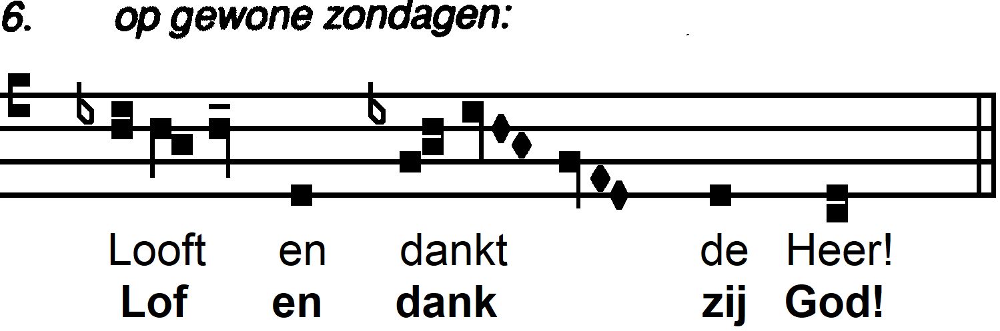 6. op gewone zondagen:
Looft en dankt de Heer!
Lof en dank zij God!